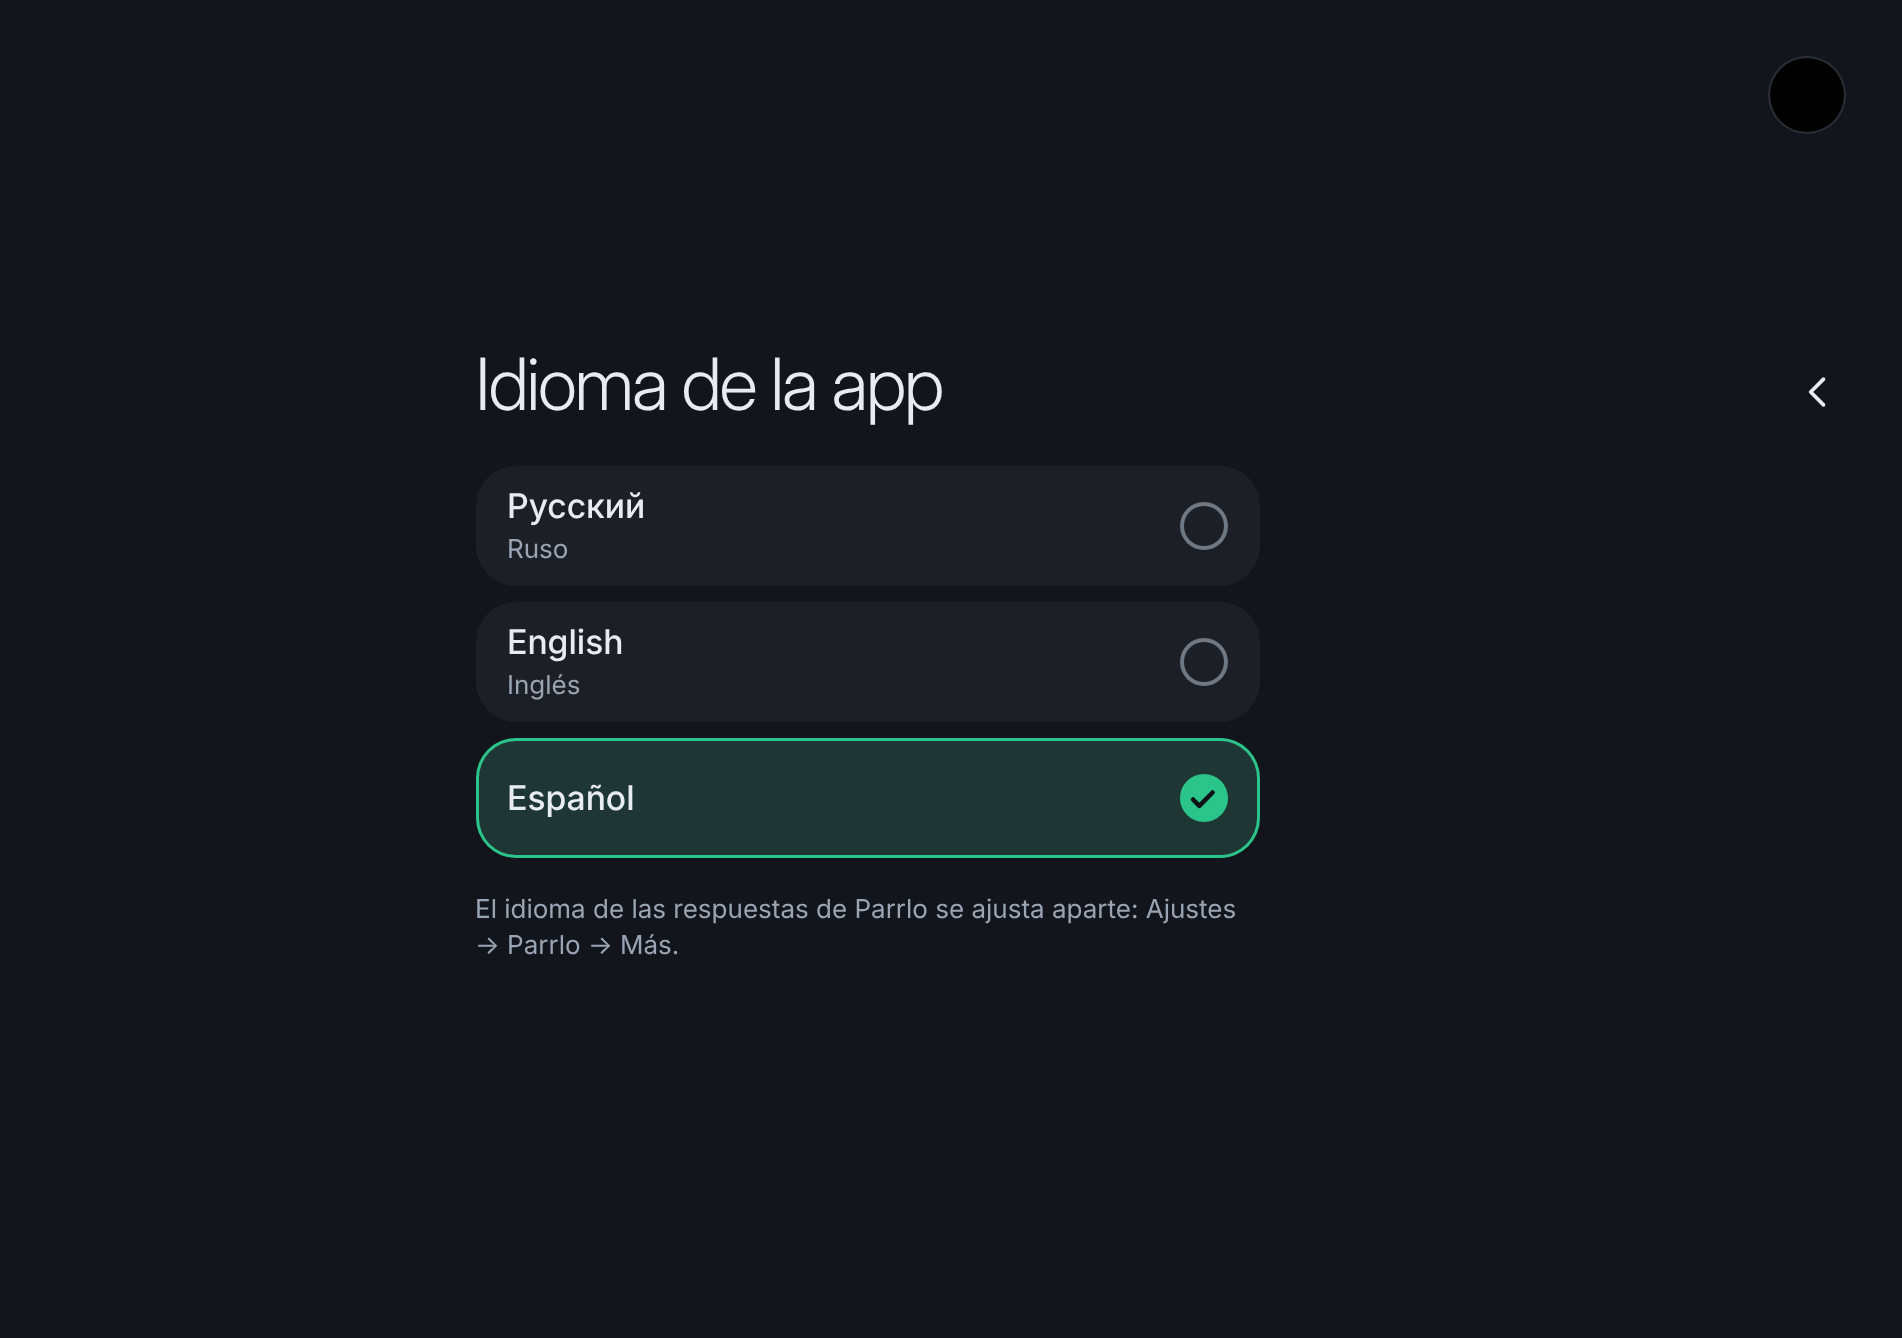 Idioma de la app
Русский
Ruso
English
Inglés
Español
El idioma de las respuestas de Parrlo se ajusta aparte: Ajustes
→ Parrlo → Más.